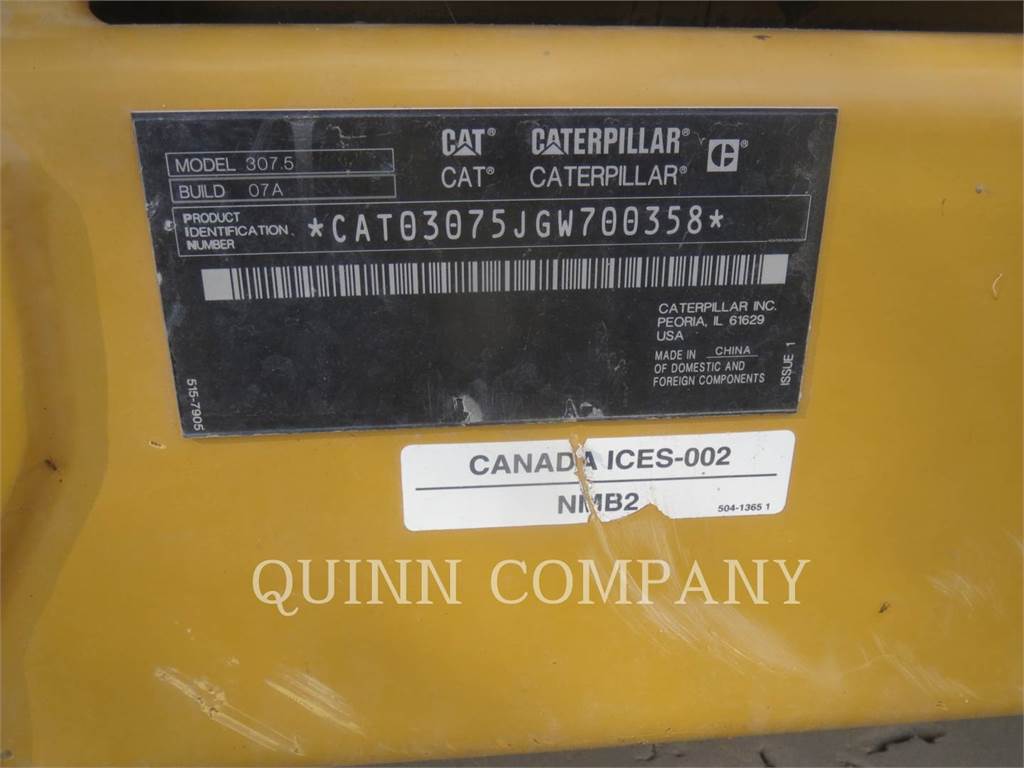 CAT® CATERPILLAR® C®
CAT® CATERPILLAR®
MODEL 307.5
BUILD 07A
PRODUCT
IDENTIFICATION
NUMBER
*CAT03075JGW700358*
CATERPILLAR INC.
PEORIA, IL 61629
USA
MADE IN CHINA
OF DOMESTIC AND
FOREIGN COMPONENTS
ISSUE 1
515-7905
CANADA ICES-002
NMB2
504-1365 1
QUINN COMPANY